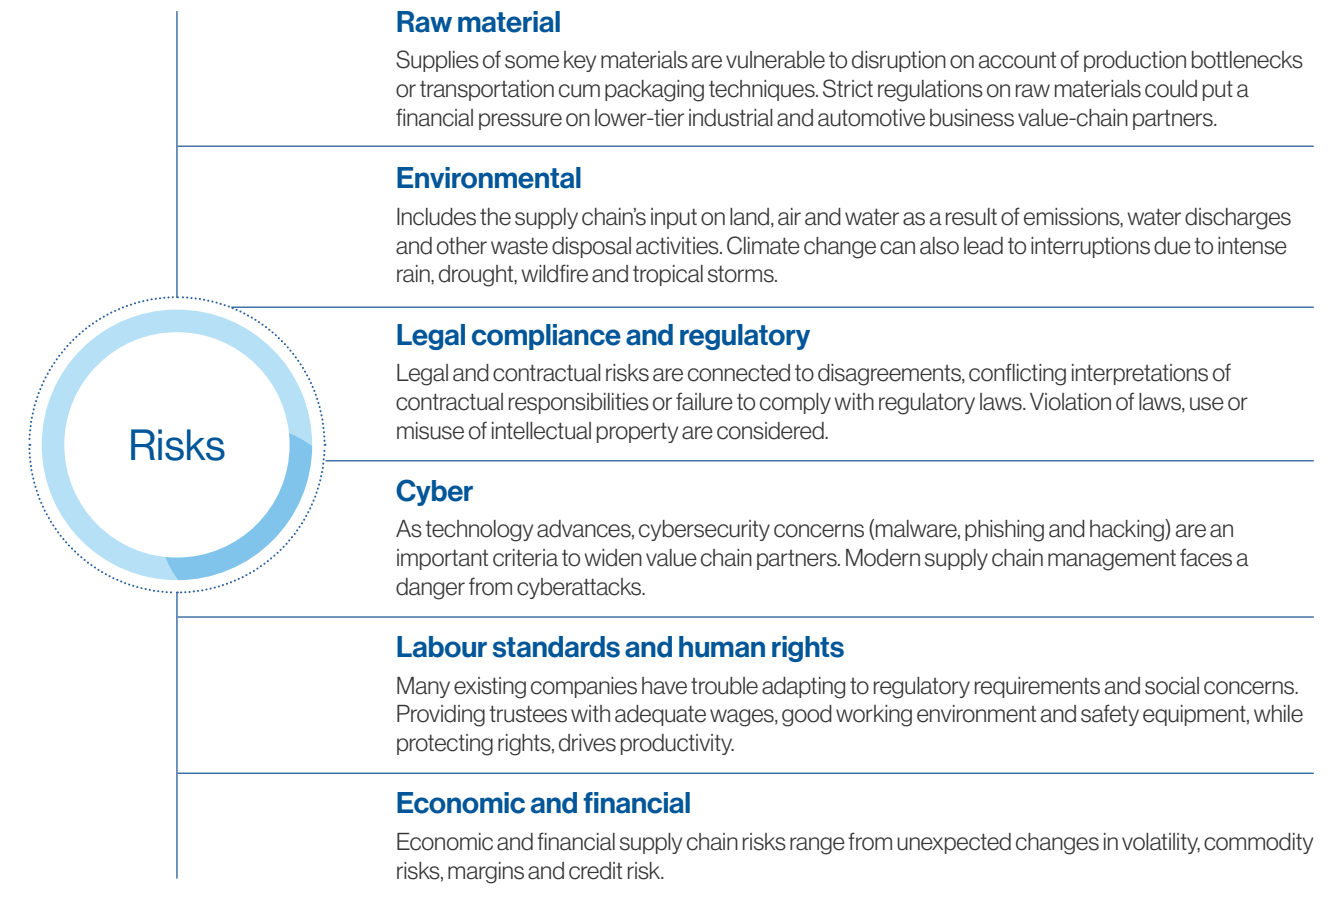 Raw material
Supplies of some key materials are vulnerable to disruption on account of production bottlenecks
or transportation cum packaging techniques. Strict regulations on raw materials could put a
financial pressure on lower-tier industrial and automotive business value-chain partners.
Environmental
Includes the supply chain's input on land, air and water as a result of emissions, water discharges
and other waste disposal activities. Climate change can also lead to interruptions due to intense
rain, drought, wildfire and tropical storms.
Legal compliance and regulatory
Legal and contractual risks are connected to disagreements, conflicting interpretations of
contractual responsibilities or failure to comply with regulatory laws. Violation of laws, use or
misuse of intellectual property are considered.
Risks
Cyber
As technology advances, cybersecurity concerns (malware, phishing and hacking) are an
important criteria to widen value chain partners. Modern supply chain management faces a
danger from cyberattacks.
Labour standards and human rights
Many existing companies have trouble adapting to regulatory requirements and social concerns.
Providing trustees with adequate wages, good working environment and safety equipment, while
protecting rights, drives productivity.
Economic and financial
Economic and financial supply chain risks range from unexpected changes in volatility, commodity
risks, margins and credit risk.